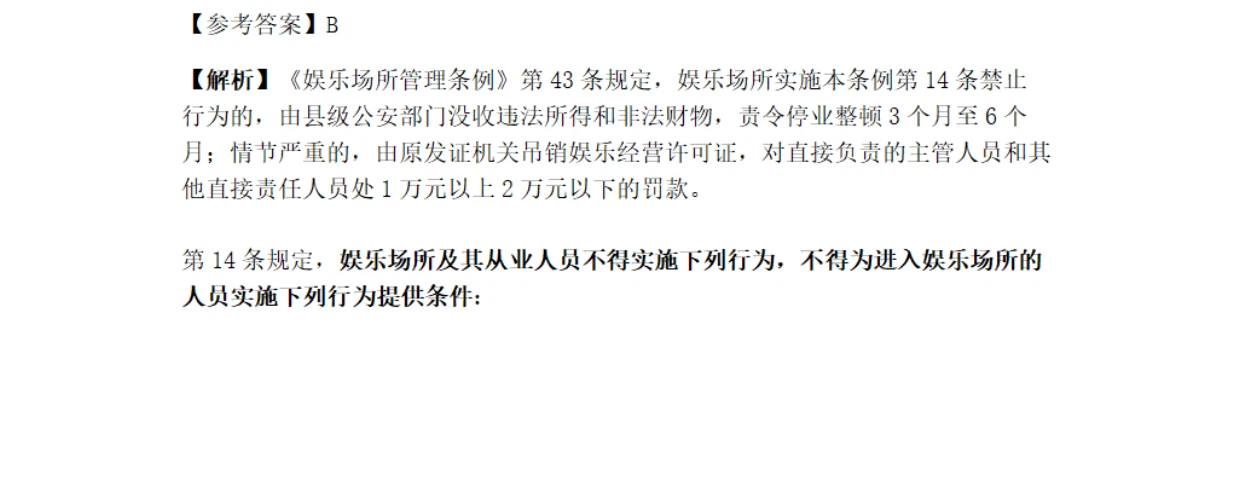 【参考答案】B
【解析】《娱乐场所管理条例》第 43 条规定，娱乐场所实施本条例第 14 条禁止
行为的，由县级公安部门没收违法所得和非法财物，责令停业整顿 3 个月至 6 个
月；情节严重的，由原发证机关吊销娱乐经营许可证，对直接负责的主管人员和其
他直接责任人员处 1 万元以上 2 万元以下的罚款。
第 14 条规定，娱乐场所及其从业人员不得实施下列行为，不得为进入娱乐场所的
人员实施下列行为提供条件：